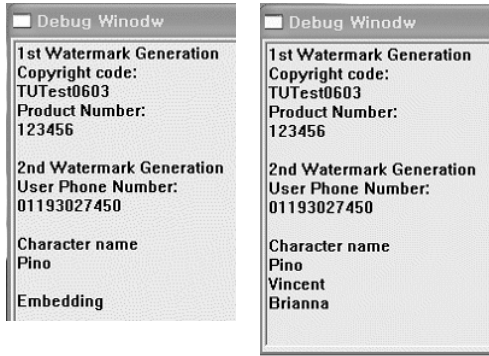 Debug Winodw
1st Watermark Generation
Copyright code:
TUTest0603
Product Number:
123456
2nd Watermark Generation
User Phone Number:
01193027450
Character name
Pino
Embedding
Debug Winodw
1st Watermark Generation
Copyright code:
TUTest0603
Product Number:
123456
2nd Watermark Generation
User Phone Number:
01193027450
Character name
Pino
Vincent
Brianna